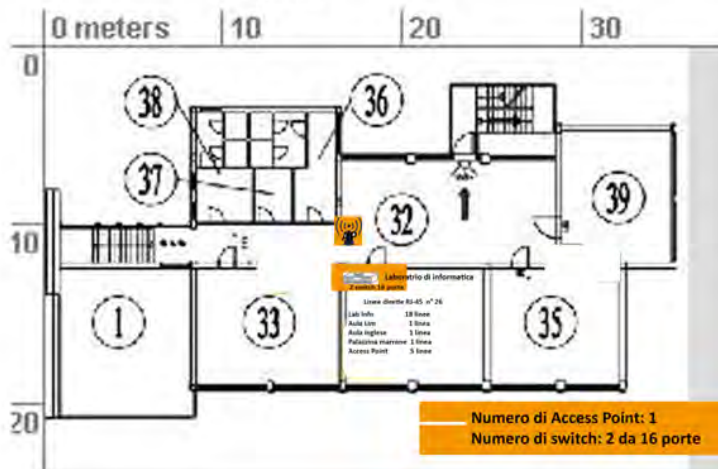 0 meters
10
20
30
0
38
36
37
39
32
10
Laboratrio di informatica
2 switch 16 porte
Linee dirette RJ-45 n° 26
Lab Info 18 linee
Aula Lim 1 linea
Aula Inglese 1 linea
Palazzina marrone 1 linea
Access Point 5 linee
1
33
35
20
Numero di Access Point: 1
Numero di switch: 2 da 16 porte